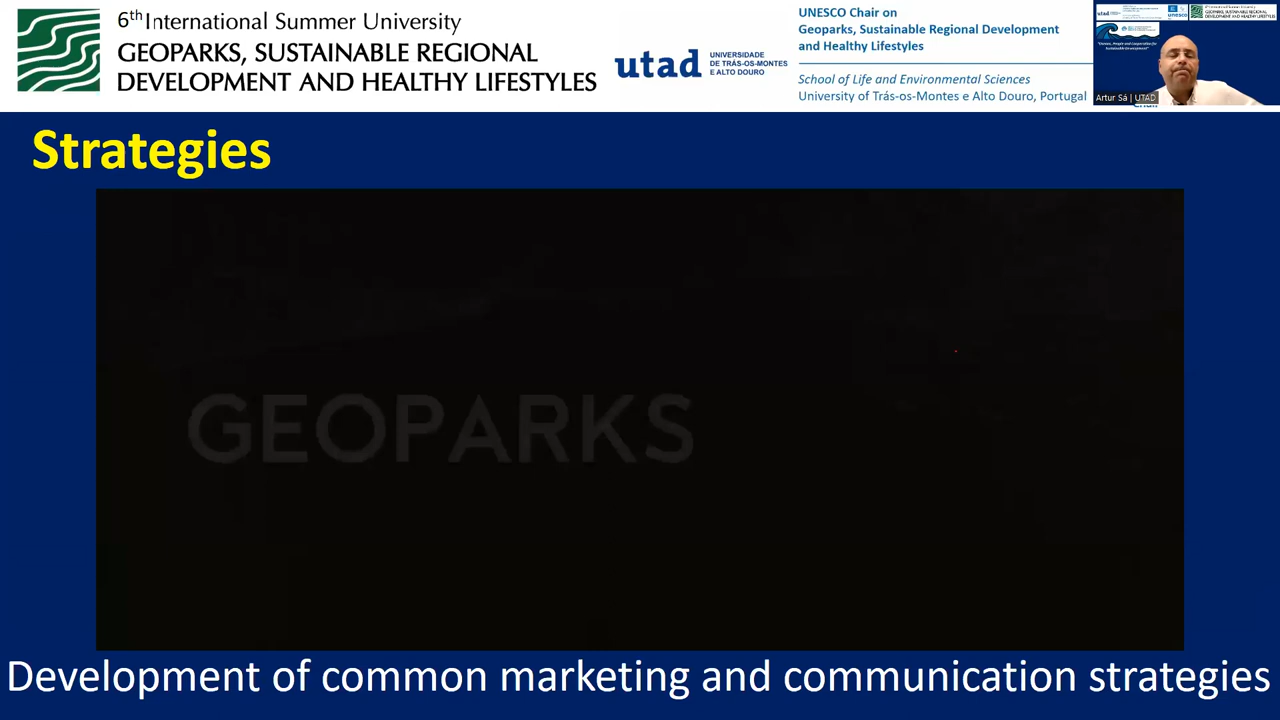 6th International Summer University
GEOPARKS, SUSTAINABLE REGIONAL
DEVELOPMENT AND HEALTHY LIFESTYLES
utad
UNIVERSIDADE
DE TRÁS-OS-MONTES
E ALTO DOURO
UNESCO Chair on
Geoparks, Sustainable Regional Development
and Healthy Lifestyles
School of Life and Environmental Sciences
University of Trás-os-Montes e Alto Douro, Portugal
Artur Sá | UTAD
Strategies
GEOPARKS
Development of common marketing and communication strategies